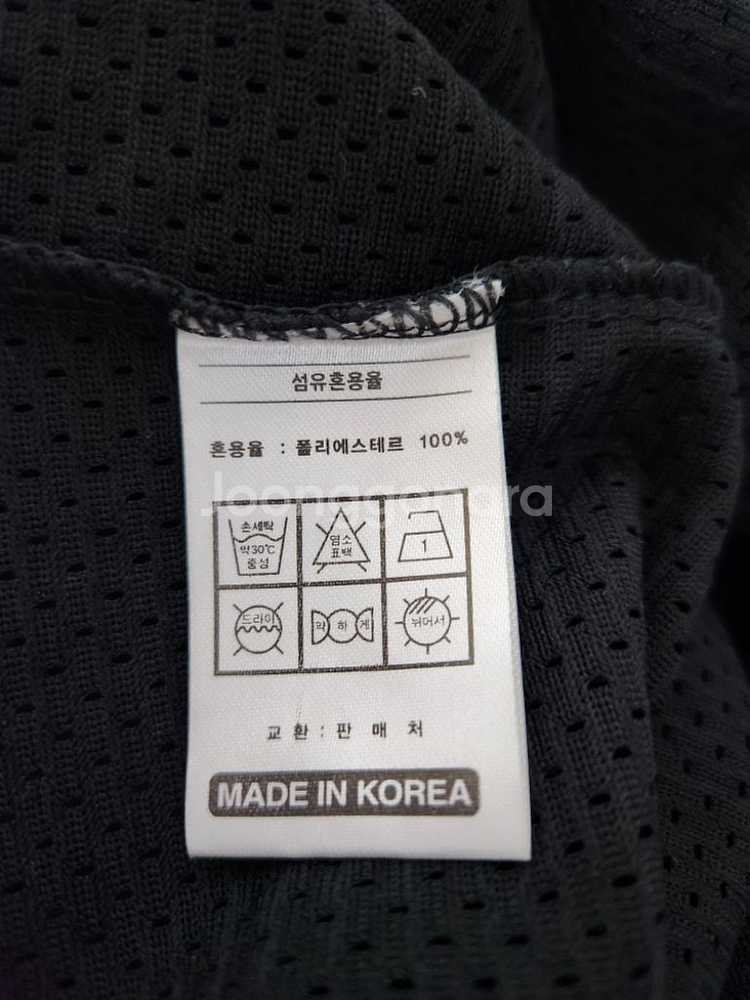 섬유혼용율
혼용율 : 폴리에스테르 100%
Joonggonara
손세탁
약30℃
중성
염소
표백
1
드라이
약하게
뉘어서
교환 : 판매처
MADE IN KOREA